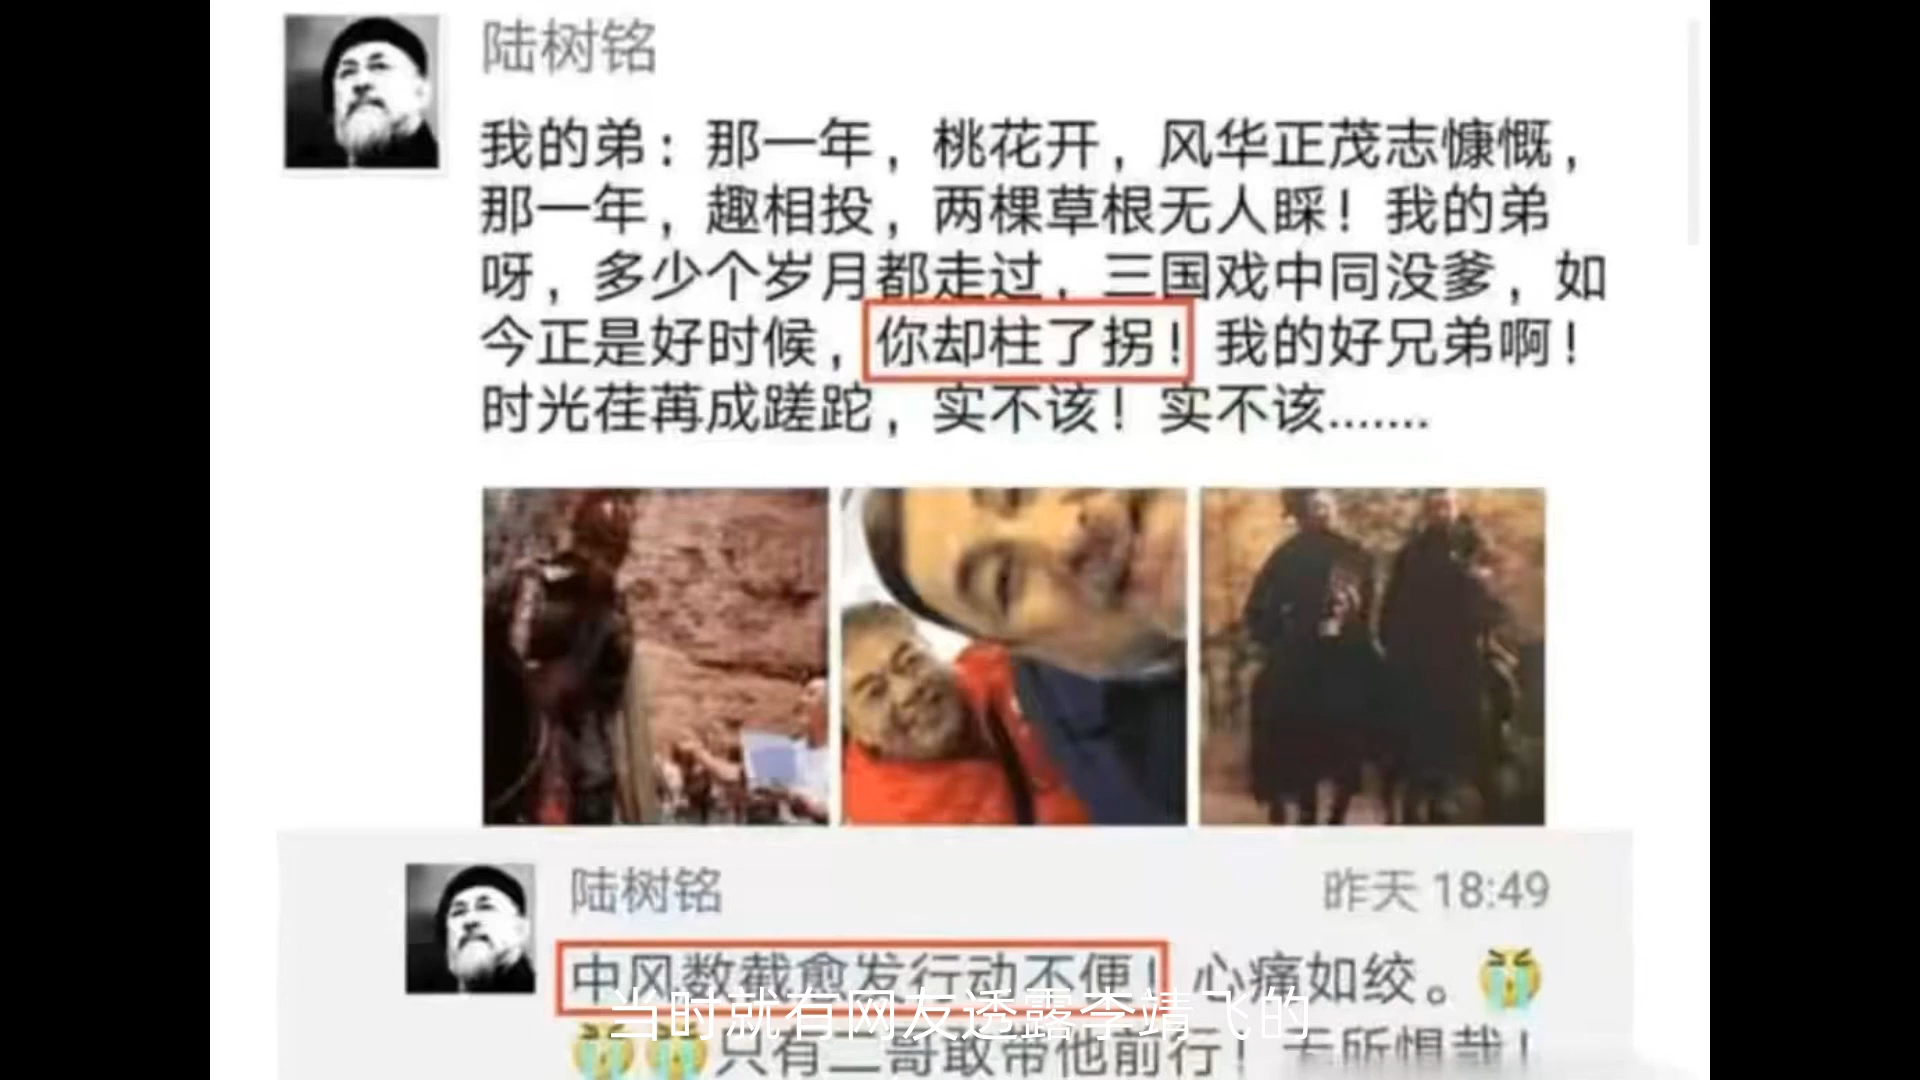 陆树铭
我的弟：那一年，桃花开，风华正茂志慷慨，
那一年，趣相投，两棵草根无人睬！我的弟
呀，多少个岁月都走过，三国戏中同没爹，如
今正是好时候，你却柱了拐！我的好兄弟啊！
时光荏苒成蹉跎，实不该！实不该.......
陆树铭
昨天 18:49
中风数载愈发行动不便！心痛如绞。
当时就有网友透露李靖飞的
只有二哥敢带他前行！无所惧哉！